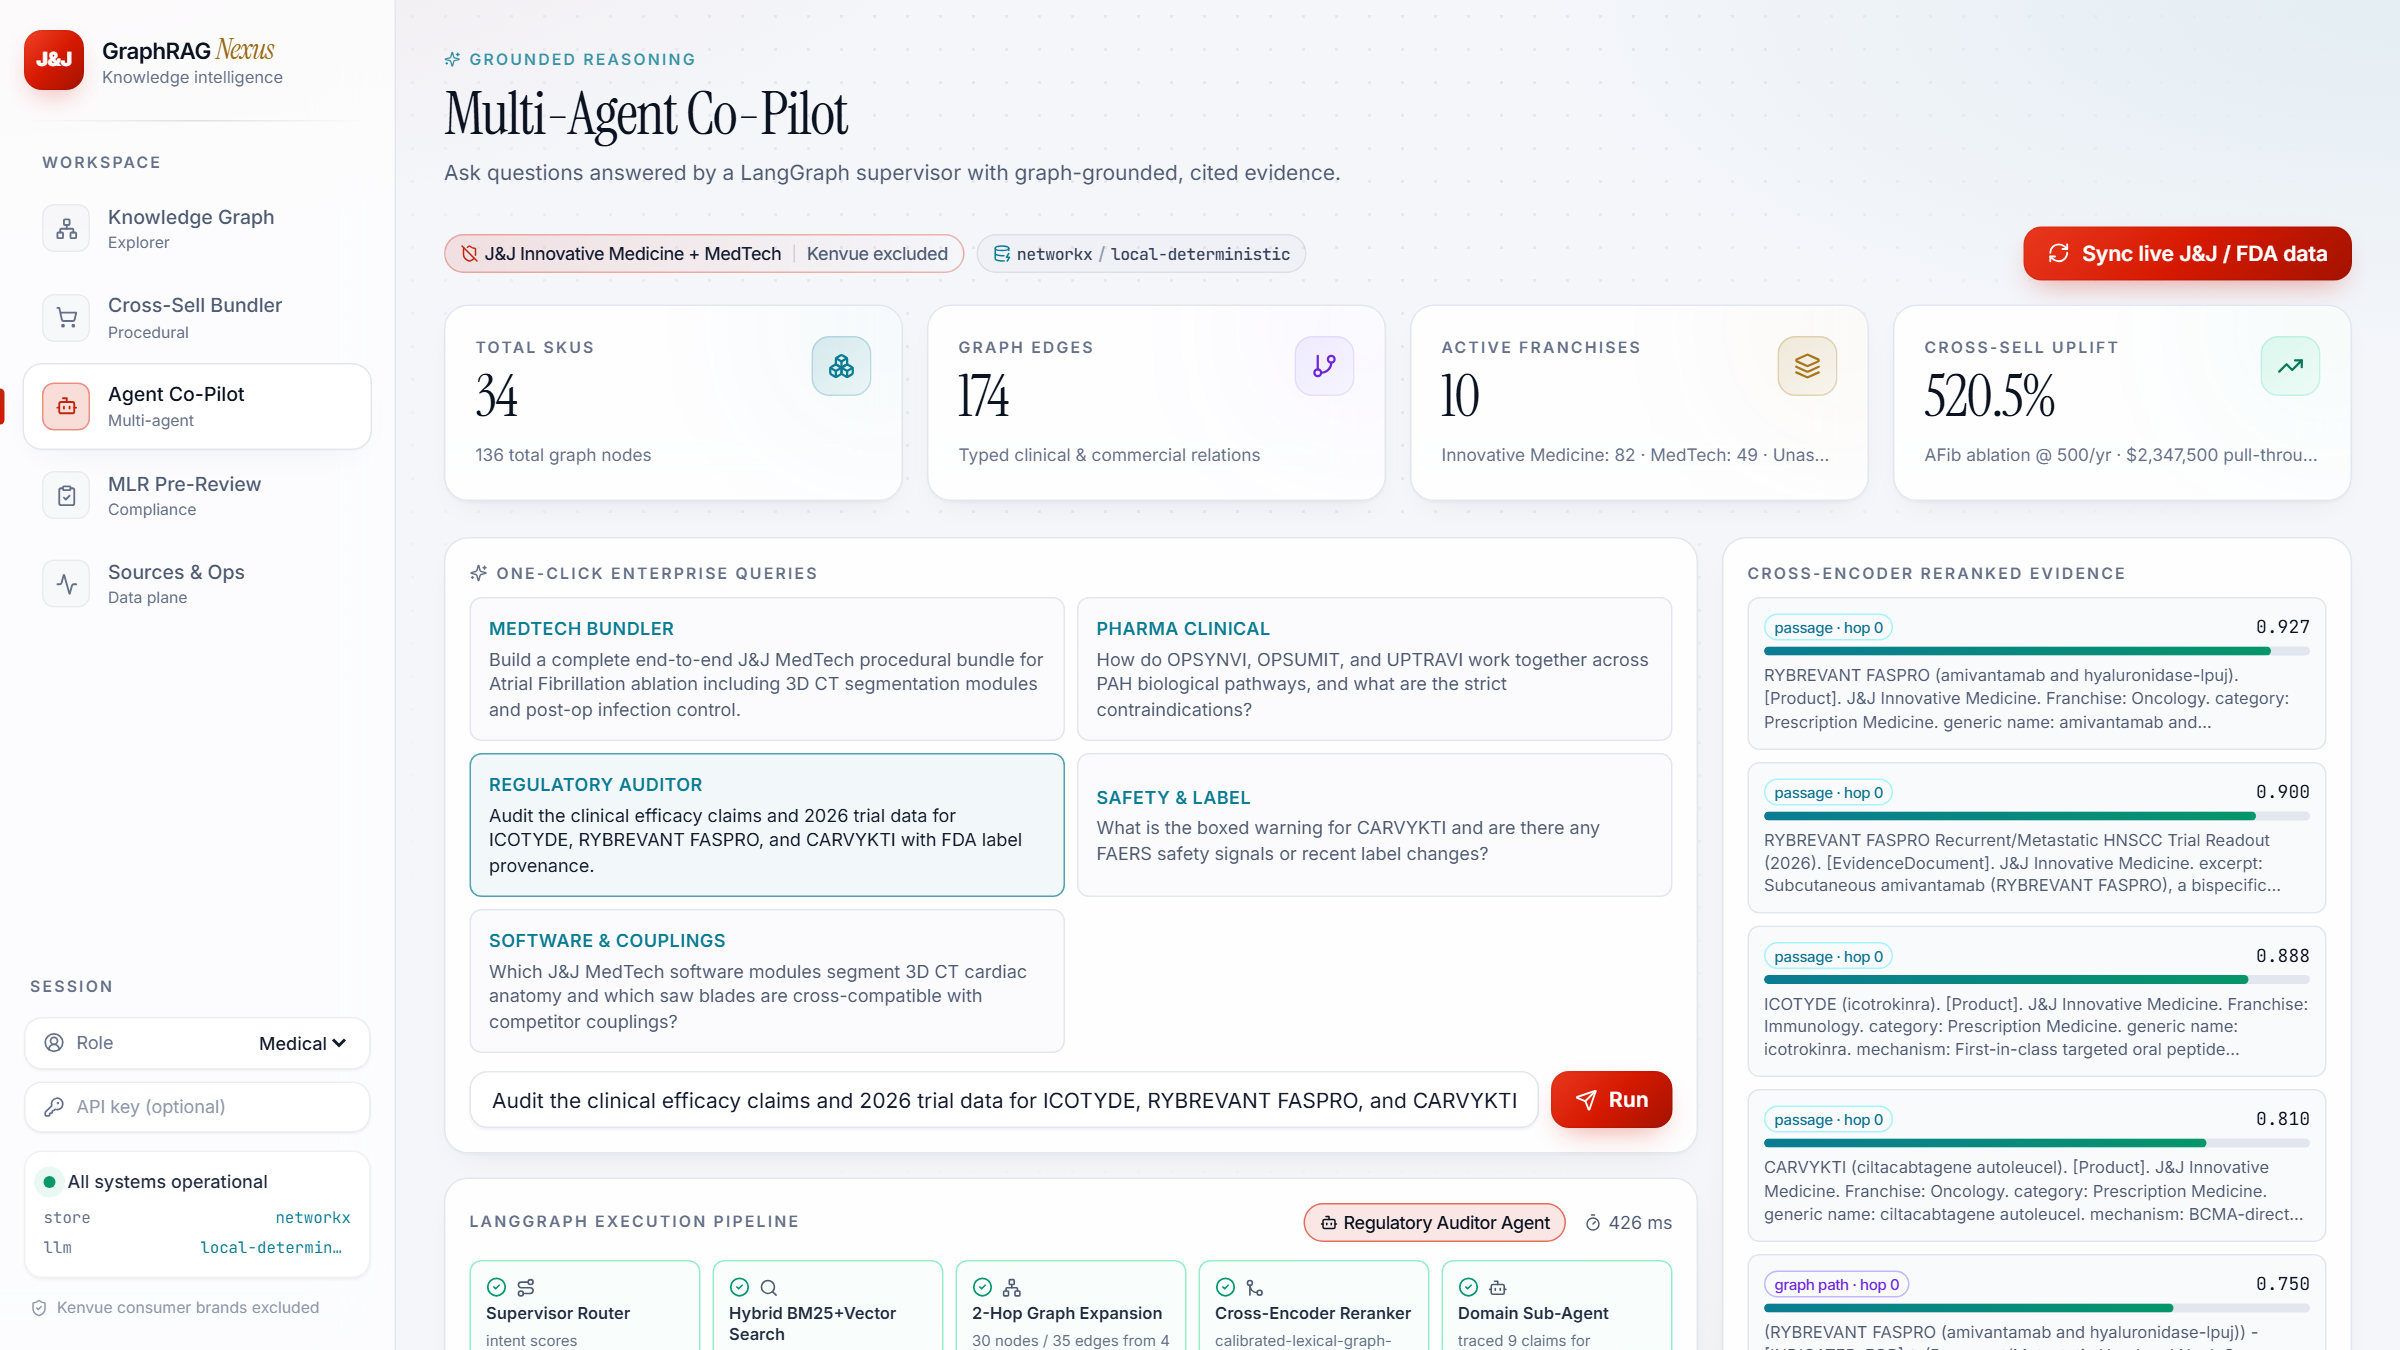 J&J
GraphRAG Nexus
Knowledge intelligence
WORKSPACE
Knowledge Graph
Explorer
Cross-Sell Bundler
Procedural
Agent Co-Pilot
Multi-agent
MLR Pre-Review
Compliance
Sources & Ops
Data plane
SESSION
Role
Medical
API key (optional)
All systems operational
store networkx
llm local-determin…
Kenvue consumer brands excluded
GROUNDED REASONING
Multi-Agent Co-Pilot
Ask questions answered by a LangGraph supervisor with graph-grounded, cited evidence.
J&J Innovative Medicine + MedTech | Kenvue excluded
networkx / local-deterministic
Sync live J&J / FDA data
TOTAL SKUS
34
136 total graph nodes
GRAPH EDGES
174
Typed clinical & commercial relations
ACTIVE FRANCHISES
10
Innovative Medicine: 82 · MedTech: 49 · Unas…
CROSS-SELL UPLIFT
520.5%
AFib ablation @ 500/yr · $2,347,500 pull-throu…
ONE-CLICK ENTERPRISE QUERIES
MEDTECH BUNDLER
Build a complete end-to-end J&J MedTech procedural bundle for
Atrial Fibrillation ablation including 3D CT segmentation modules
and post-op infection control.
PHARMA CLINICAL
How do OPSYNVI, OPSUMIT, and UPTRAVI work together across
PAH biological pathways, and what are the strict
contraindications?
REGULATORY AUDITOR
Audit the clinical efficacy claims and 2026 trial data for
ICOTYDE, RYBREVANT FASPRO, and CARVYKTI with FDA label
provenance.
SAFETY & LABEL
What is the boxed warning for CARVYKTI and are there any
FAERS safety signals or recent label changes?
SOFTWARE & COUPLINGS
Which J&J MedTech software modules segment 3D CT cardiac
anatomy and which saw blades are cross-compatible with
competitor couplings?
Audit the clinical efficacy claims and 2026 trial data for ICOTYDE, RYBREVANT FASPRO, and CARVYKTI
Run
LANGGRAPH EXECUTION PIPELINE
Regulatory Auditor Agent
426 ms
Supervisor Router
intent scores
Hybrid BM25+Vector
Search
2-Hop Graph Expansion
30 nodes / 35 edges from 4
Cross-Encoder Reranker
calibrated-lexical-graph-
Domain Sub-Agent
traced 9 claims for
CROSS-ENCODER RERANKED EVIDENCE
passage · hop 0
0.927
RYBREVANT FASPRO (amivantamab and hyaluronidase-lpuj).
[Product]. J&J Innovative Medicine. Franchise: Oncology. category:
Prescription Medicine. generic name: amivantamab and…
passage · hop 0
0.900
RYBREVANT FASPRO Recurrent/Metastatic HNSCC Trial Readout
(2026). [EvidenceDocument]. J&J Innovative Medicine. excerpt:
Subcutaneous amivantamab (RYBREVANT FASPRO), a bispecific…
passage · hop 0
0.888
ICOTYDE (icotrokinra). [Product]. J&J Innovative Medicine. Franchise:
Immunology. category: Prescription Medicine. generic name:
icotrokinra. mechanism: First-in-class targeted oral peptide…
passage · hop 0
0.810
CARVYKTI (ciltacabtagene autoleucel). [Product]. J&J Innovative
Medicine. Franchise: Oncology. category: Prescription Medicine.
generic name: ciltacabtagene autoleucel. mechanism: BCMA-direct…
graph path · hop 0
0.750
(RYBREVANT FASPRO (amivantamab and hyaluronidase-lpuj)) -